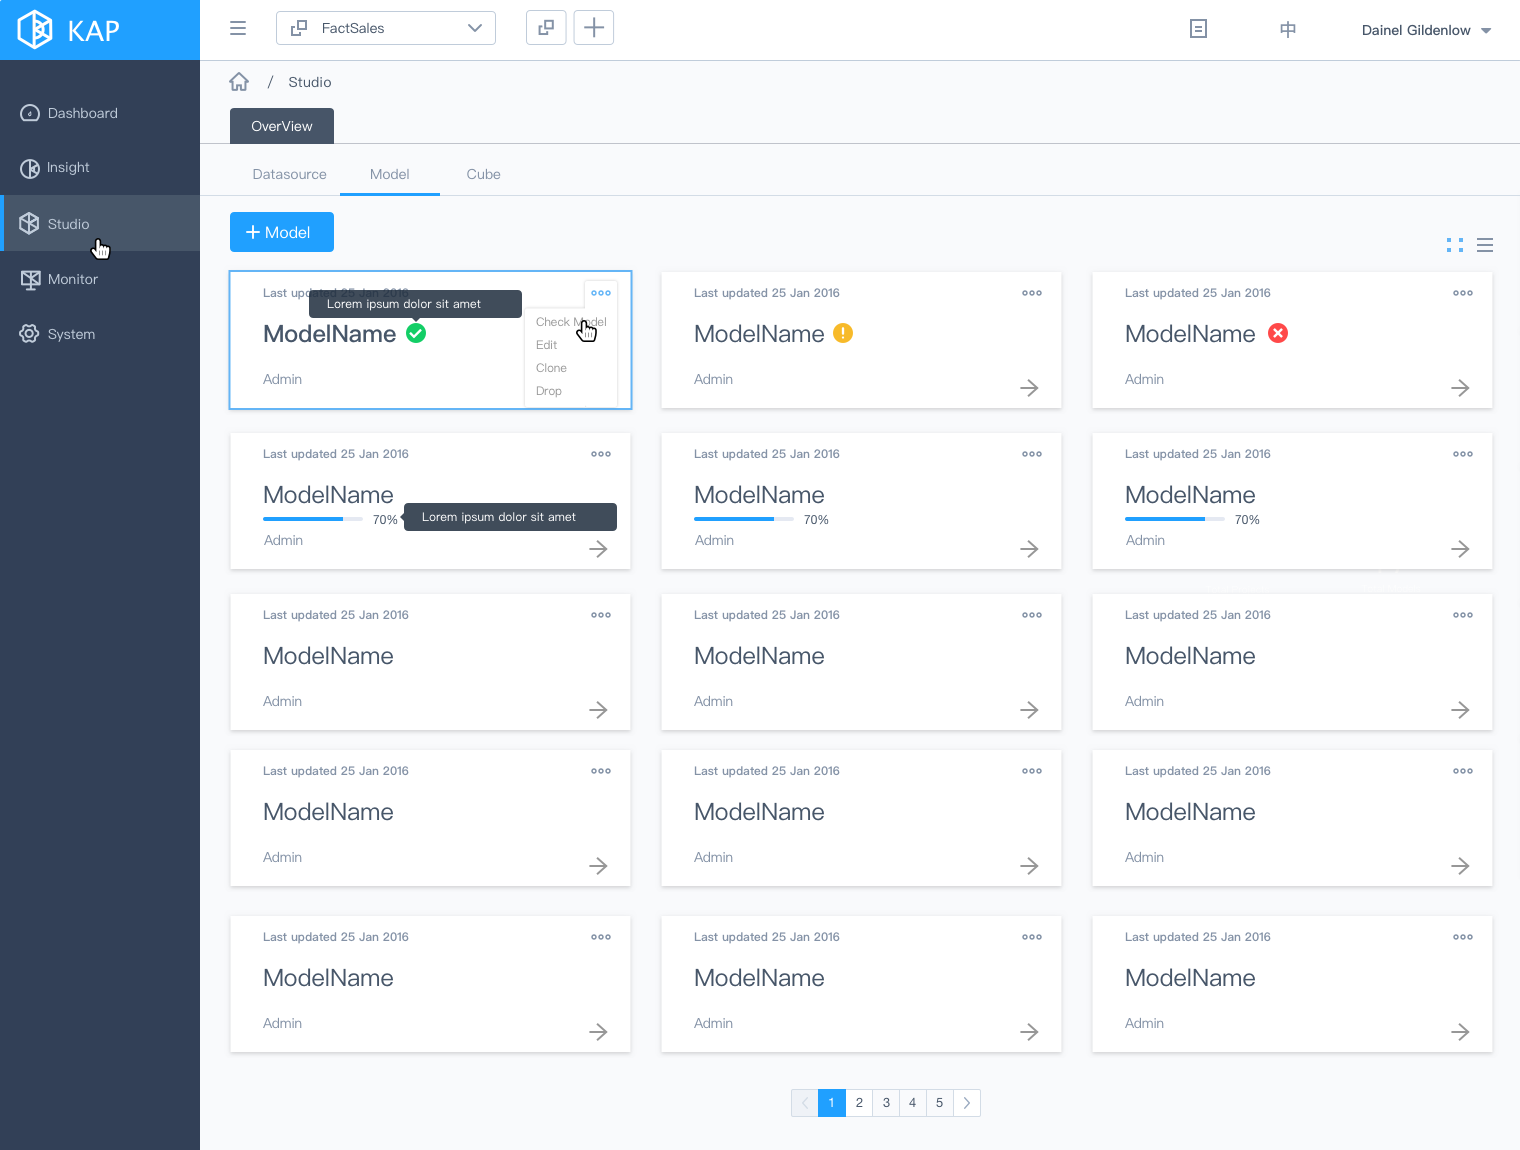 KAP
FactSales
中
Dainel Gildenlow
/ Studio
Dashboard
Insight
Studio
Monitor
System
OverView
Datasource Model Cube
+ Model
Last updated 25 Jan 2016
Lorem ipsum dolor sit amet
ModelName
Admin
Check Model
Edit
Clone
Drop
Last updated 25 Jan 2016
ModelName
Admin
Last updated 25 Jan 2016
ModelName
Admin
Last updated 25 Jan 2016
ModelName
70%
Lorem ipsum dolor sit amet
Admin
Last updated 25 Jan 2016
ModelName
70%
Admin
Last updated 25 Jan 2016
ModelName
70%
Admin
Last updated 25 Jan 2016
ModelName
Admin
Last updated 25 Jan 2016
ModelName
Admin
Last updated 25 Jan 2016
ModelName
Admin
Last updated 25 Jan 2016
ModelName
Admin
Last updated 25 Jan 2016
ModelName
Admin
Last updated 25 Jan 2016
ModelName
Admin
Last updated 25 Jan 2016
ModelName
Admin
Last updated 25 Jan 2016
ModelName
Admin
Last updated 25 Jan 2016
ModelName
Admin
1 2 3 4 5